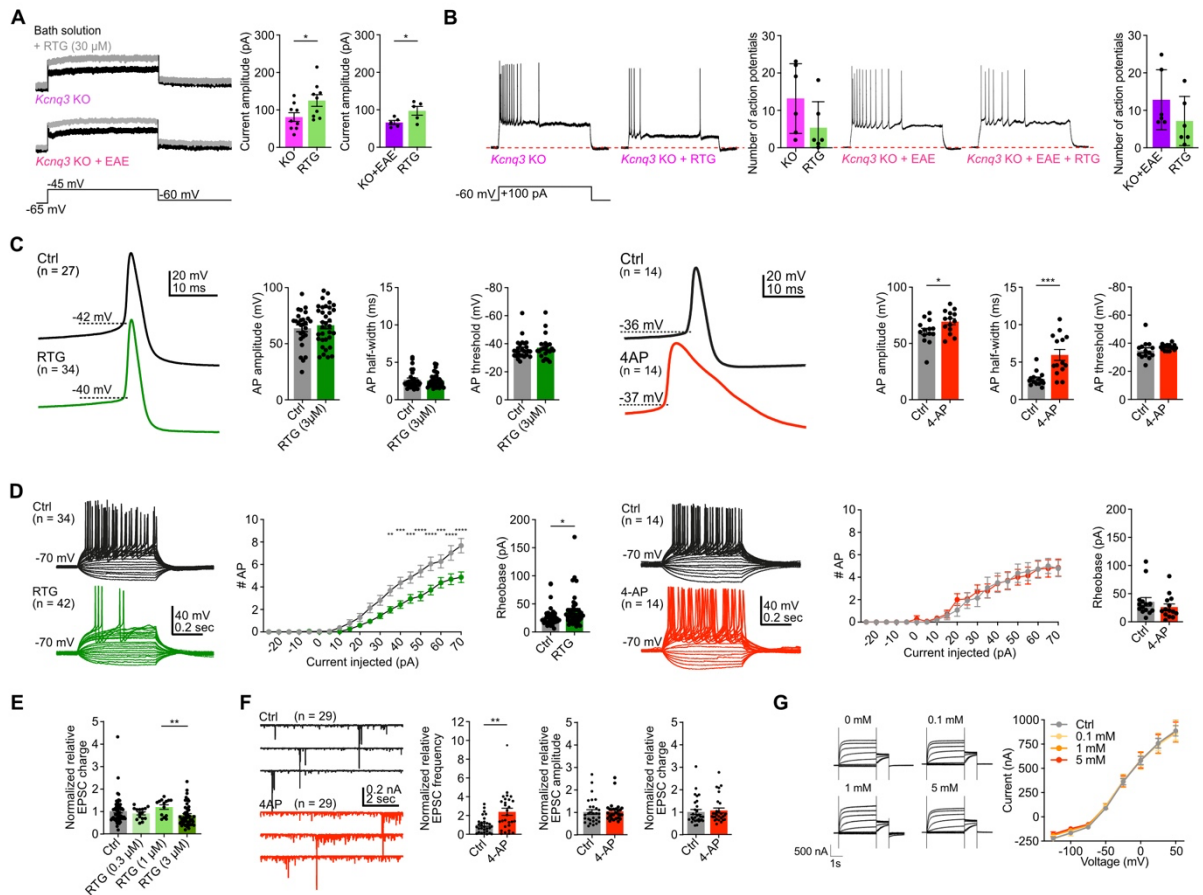 A
Bath solution
+ RTG (30 µM)
Kcnq3 KO
Kcnq3 KO + EAE
-45 mV
-60 mV
-65 mV
Current amplitude (pA)
300
200
100
0
*
KO
RTG
Current amplitude (pA)
300
200
100
0
*
KO+EAE
RTG
B
Kcnq3 KO
Kcnq3 KO + RTG
-60 mV
+100 pA
Number of action potentials
40
30
20
10
0
KO
RTG
Kcnq3 KO + EAE
Kcnq3 KO + EAE + RTG
Number of action potentials
40
30
20
10
0
KO+EAE
RTG
C
Ctrl
(n = 27)
20 mV
10 ms
-42 mV
RTG
(n = 34)
-40 mV
AP amplitude (mV)
100
50
0
Ctrl
RTG (3µM)
AP half-width (ms)
15
10
5
0
Ctrl
RTG (3µM)
AP threshold (mV)
-80
-60
-40
-20
0
Ctrl
RTG (3µM)
Ctrl
(n = 14)
20 mV
10 ms
-36 mV
4AP
(n = 14)
-37 mV
AP amplitude (mV)
100
50
0
*
Ctrl
4-AP
AP half-width (ms)
15
10
5
0
***
Ctrl
4-AP
AP threshold (mV)
-80
-60
-40
-20
0
Ctrl
4-AP
D
Ctrl
(n = 34)
-70 mV
RTG
(n = 42)
-70 mV
40 mV
0.2 sec
# AP
10
8
6
4
2
0
** *** *** **** **** *** **** ****
-20 0 10 20 30 40 50 60 70
Current injected (pA)
Rheobase (pA)
200
150
100
50
0
*
Ctrl
RTG
Ctrl
(n = 14)
-70 mV
4-AP
(n = 14)
-70 mV
40 mV
0.2 sec
# AP
10
8
6
4
2
0
-20 0 10 20 30 40 50 60 70
Current injected (pA)
Rheobase (pA)
200
150
100
50
0
Ctrl
4-AP
E
Normalized relative
EPSC charge
5
4
3
2
1
0
**
Ctrl
RTG (0.3 µM)
RTG (1 µM)
RTG (3 µM)
F
Ctrl (n = 29)
0.2 nA
2 sec
4AP (n = 29)
Normalized relative
EPSC frequency
12
10
8
6
4
2
0
**
Ctrl
4-AP
Normalized relative
EPSC amplitude
5
4
3
2
1
0
Ctrl
4-AP
Normalized relative
EPSC charge
5
4
3
2
1
0
Ctrl
4-AP
G
0 mM
0.1 mM
1 mM
5 mM
500 nA
1s
Current (nA)
1000
750
500
250
0
-250
Ctrl
0.1 mM
1 mM
5 mM
-100 -50 0 50
Voltage (mV)